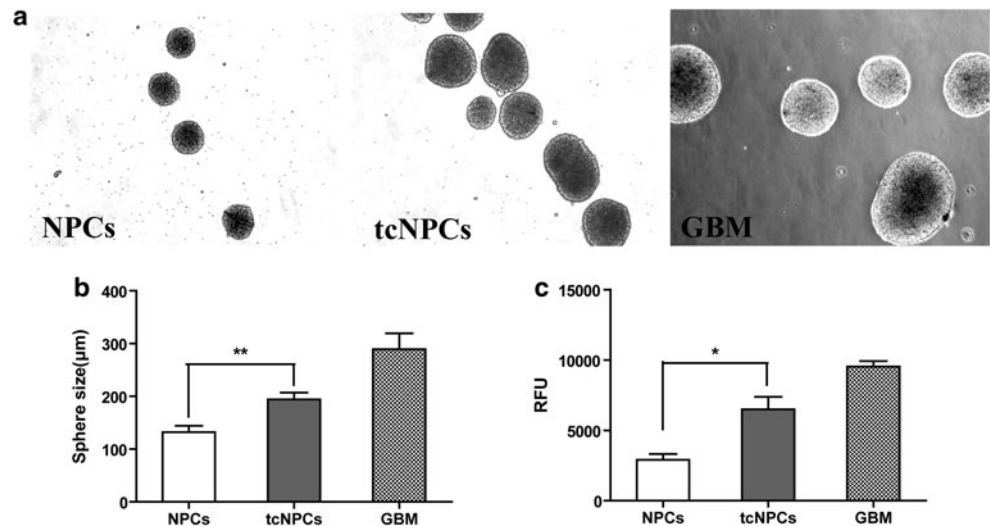 a
NPCs
tcNPCs
GBM
b
Sphere size(μm)
400
300
200
100
0
**
NPCs
tcNPCs
GBM
c
RFU
15000
10000
5000
0
*
NPCs
tcNPCs
GBM